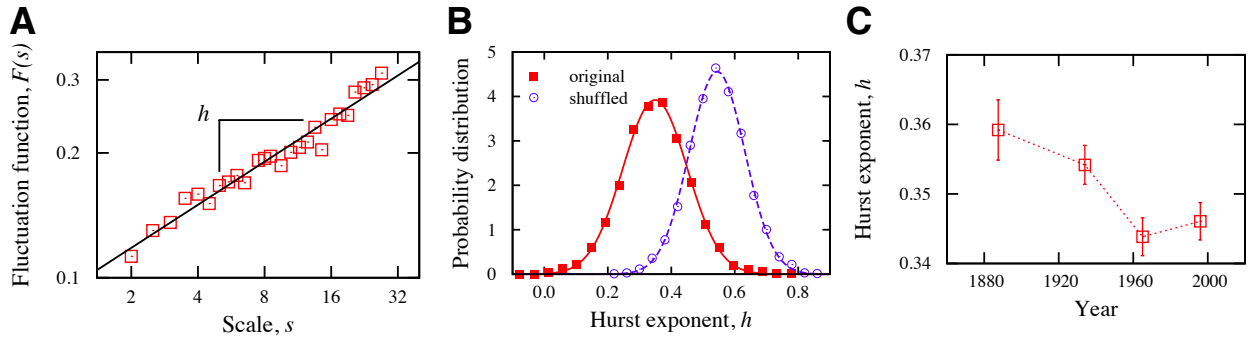 A
Fluctuation function, F(s)
0.3
0.2
0.1
h
2 4 8 16 32
Scale, s
B
Probability distribution
5
4
3
2
1
0
original
shuffled
0.0 0.2 0.4 0.6 0.8
Hurst exponent, h
C
Hurst exponent, h
0.37
0.36
0.35
0.34
1880 1920 1960 2000
Year